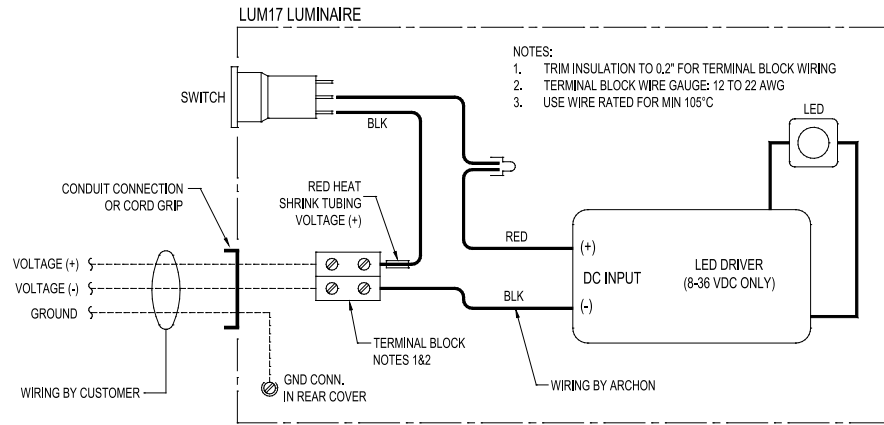 LUM17 LUMINAIRE
NOTES:
1. TRIM INSULATION TO 0.2" FOR TERMINAL BLOCK WIRING
2. TERMINAL BLOCK WIRE GAUGE: 12 TO 22 AWG
3. USE WIRE RATED FOR MIN 105°C
SWITCH
BLK
LED
CONDUIT CONNECTION
OR CORD GRIP
RED HEAT
SHRINK TUBING
VOLTAGE (+)
RED
VOLTAGE (+)
VOLTAGE (-)
GROUND
(+)
DC INPUT
(-)
LED DRIVER
(8-36 VDC ONLY)
BLK
TERMINAL BLOCK
NOTES 1&2
GND CONN.
IN REAR COVER
WIRING BY CUSTOMER
WIRING BY ARCHON